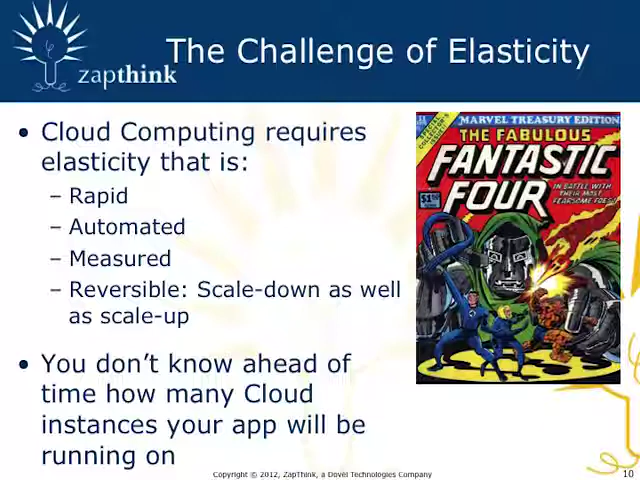 The Challenge of Elasticity
zapthink
• Cloud Computing requires
elasticity that is:
– Rapid
– Automated
– Measured
– Reversible: Scale-down as well
as scale-up
• You don’t know ahead of
time how many Cloud
instances your app will be
running on
SPECIAL
COLLECTOR'S
ISSUE!
MARVEL TREASURY EDITION
THE FABULOUS
FANTASTIC
FOUR
IN BATTLE WITH
THEIR MOST
FEARSOME FOES!
Copyright © 2012, ZapThink, a Dovel Technologies Company
10